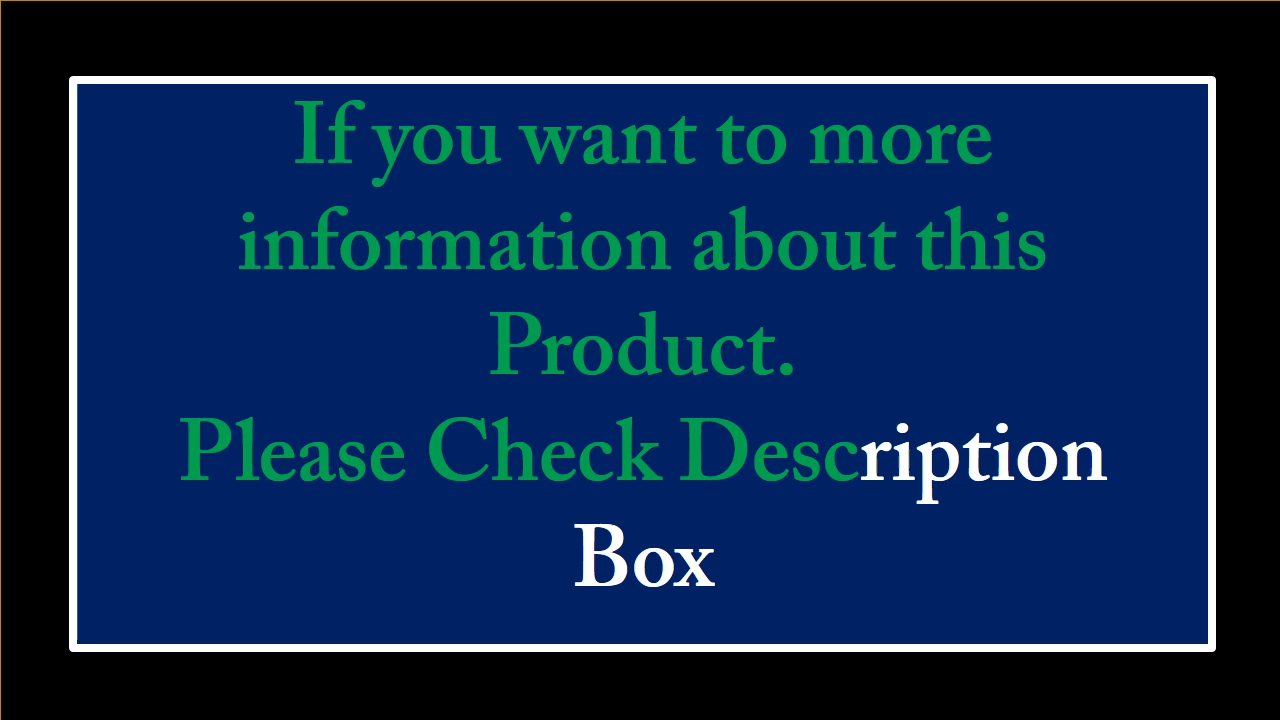 If you want to more
information about this
Product.
Please Check Description
Box